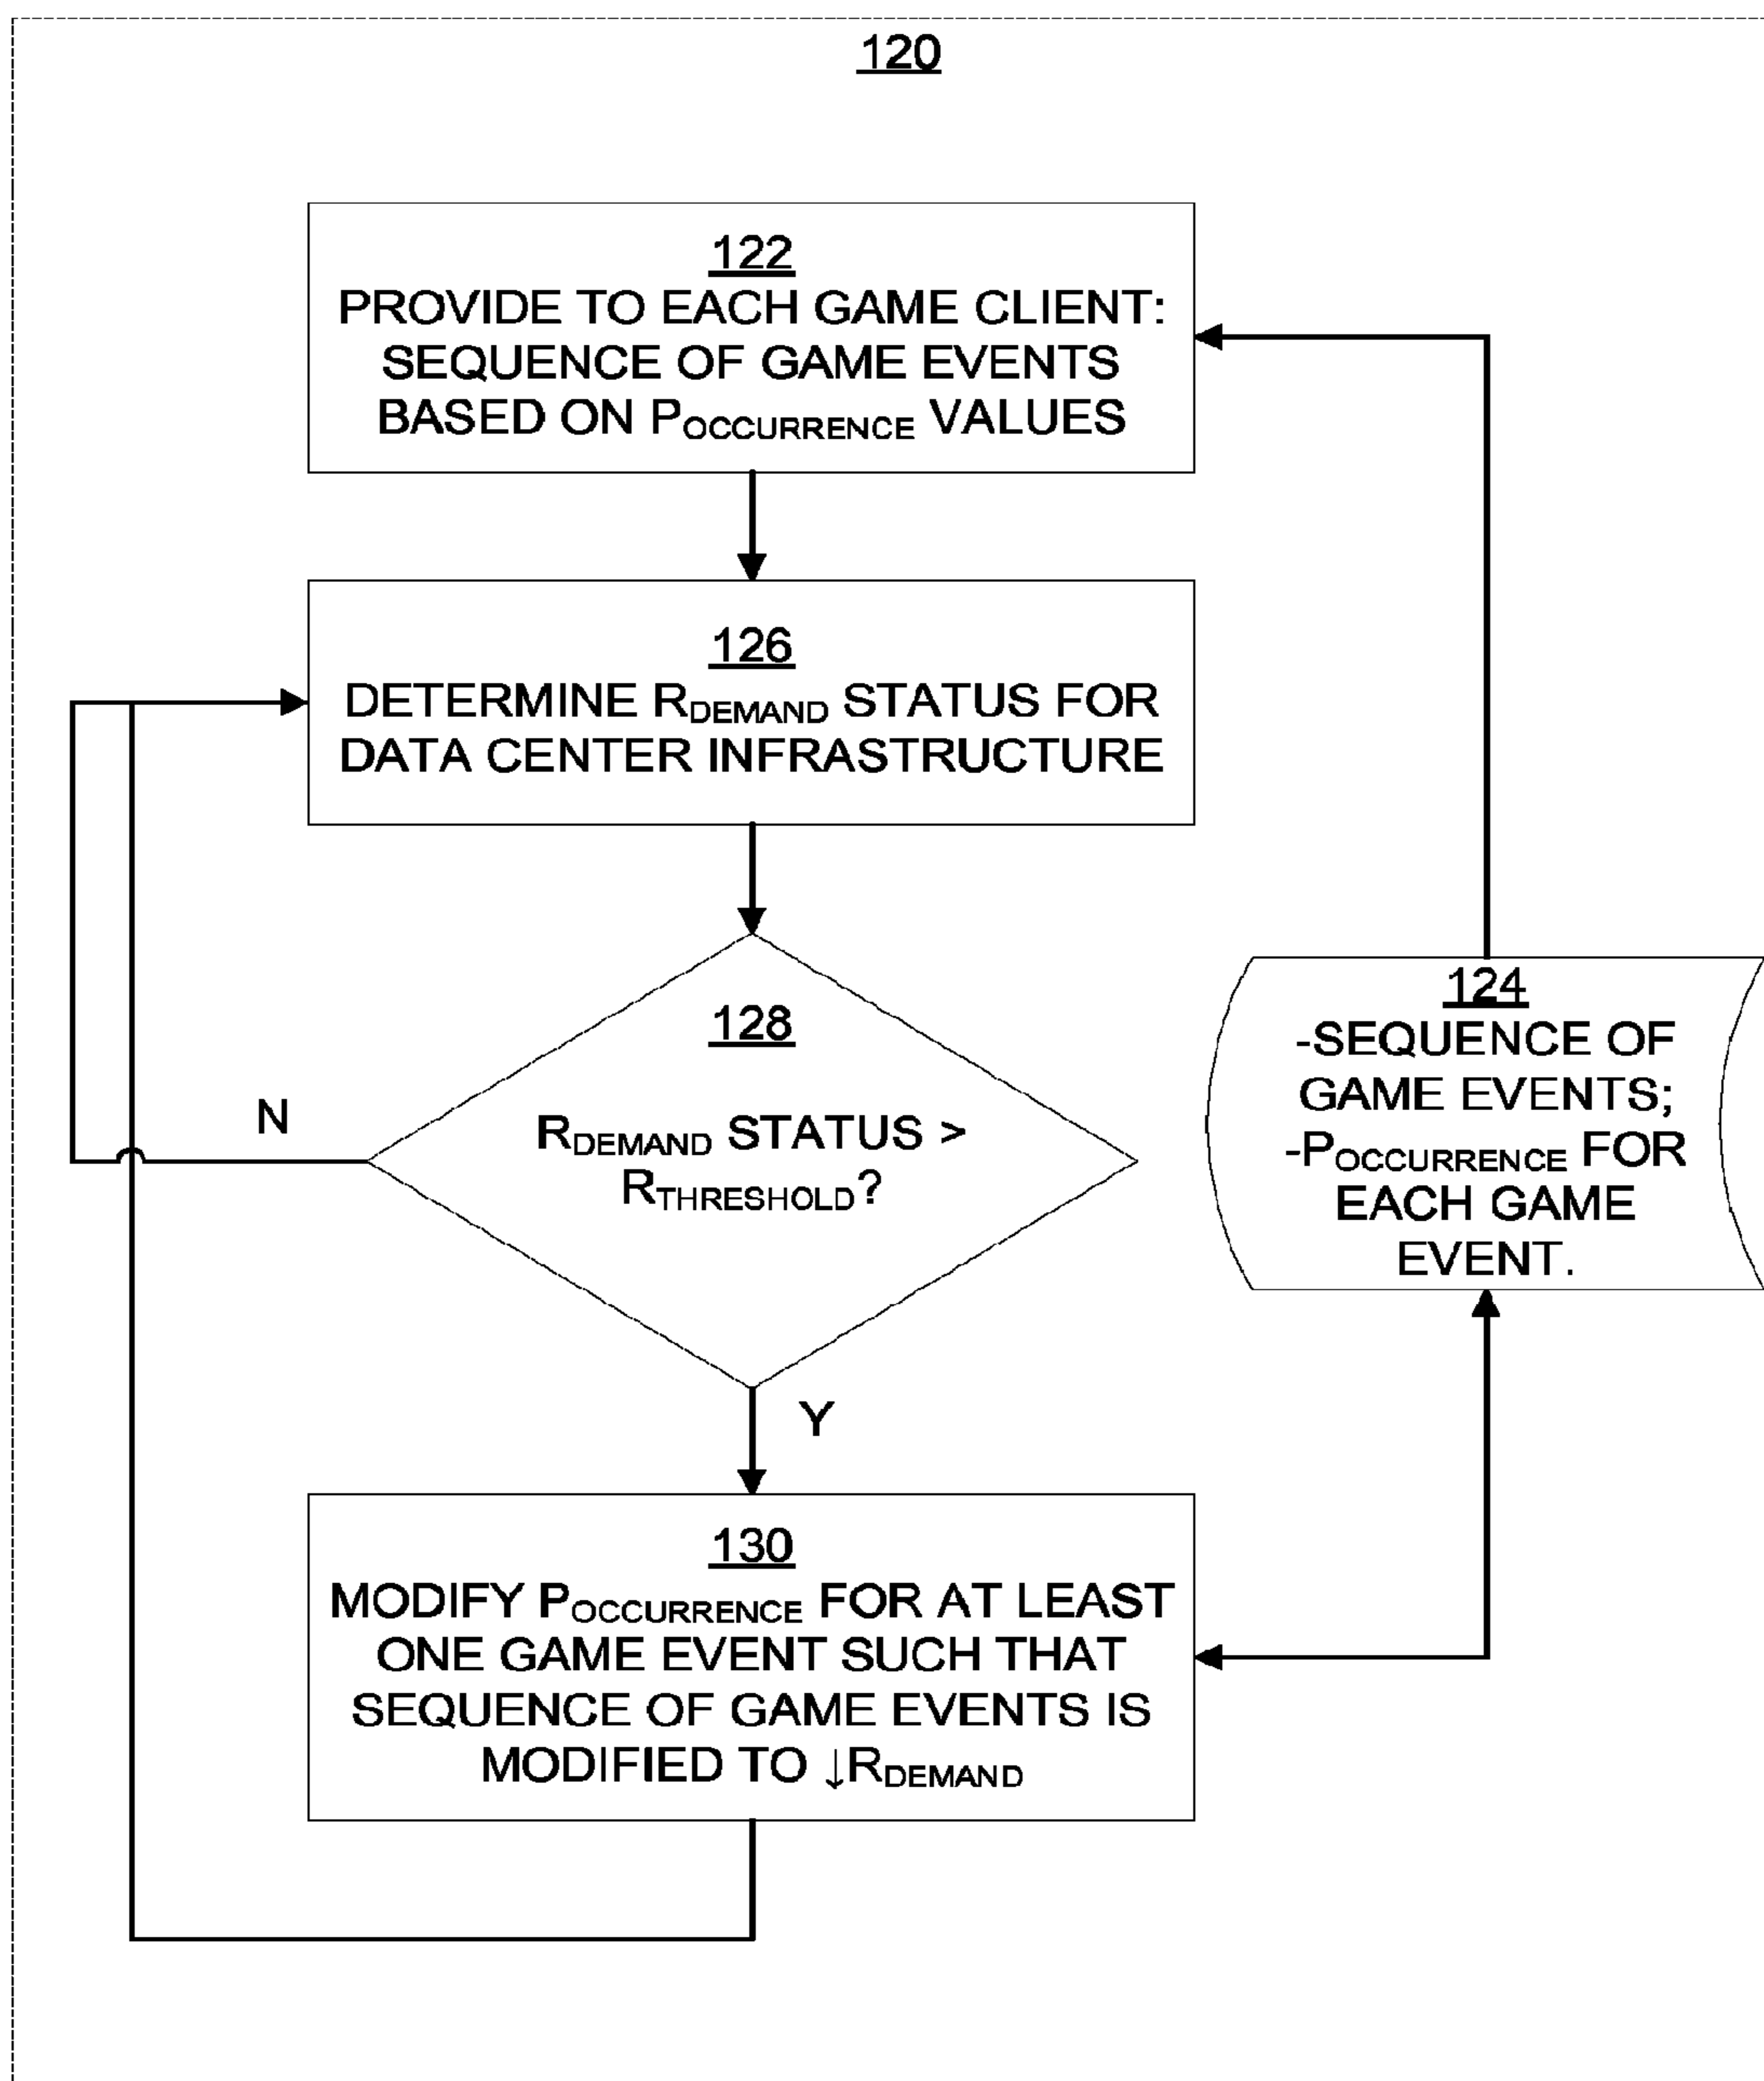 120
122
PROVIDE TO EACH GAME CLIENT:
SEQUENCE OF GAME EVENTS
BASED ON POCCURRENCE VALUES
126
DETERMINE RDEMAND STATUS FOR
DATA CENTER INFRASTRUCTURE
128
RDEMAND STATUS >
RTHRESHOLD?
N
Y
124
-SEQUENCE OF
GAME EVENTS;
-POCCURRENCE FOR
EACH GAME
EVENT.
130
MODIFY POCCURRENCE FOR AT LEAST
ONE GAME EVENT SUCH THAT
SEQUENCE OF GAME EVENTS IS
MODIFIED TO ↓RDEMAND